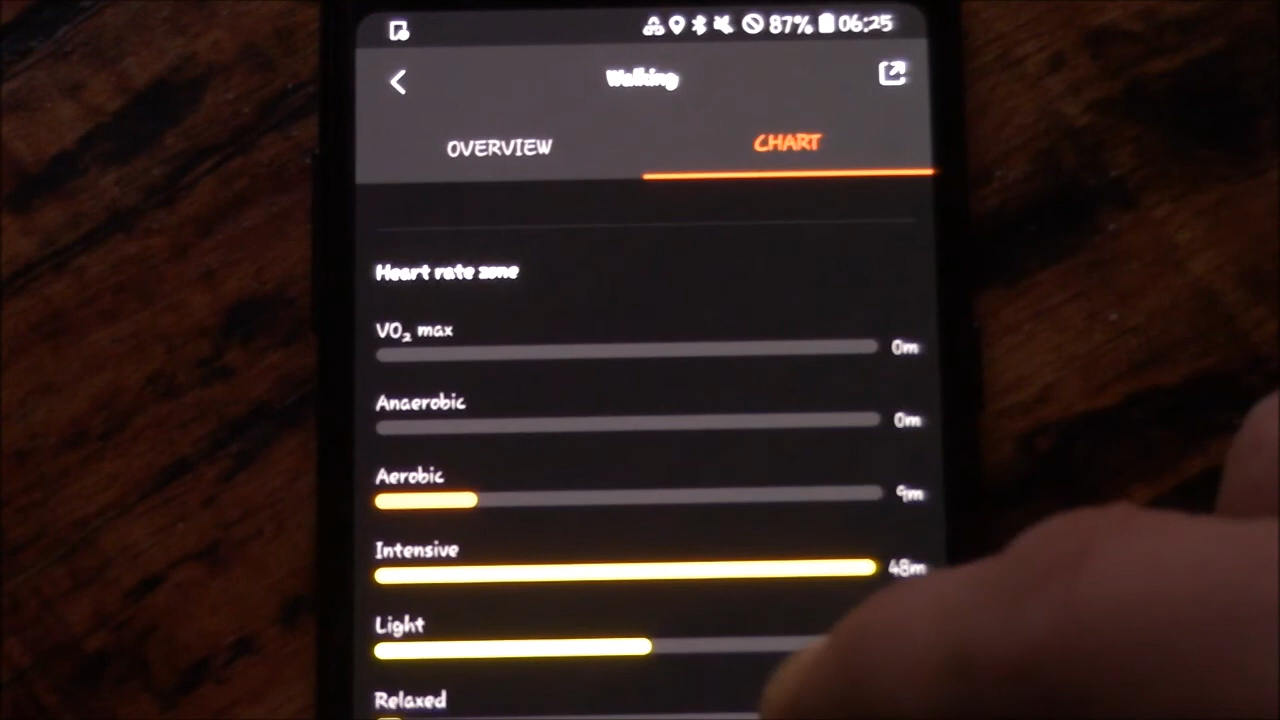 87% 06:25
Walking
OVERVIEW CHART
Heart rate zone
VO₂ max
0m
Anaerobic
0m
Aerobic
9m
Intensive
48m
Light
Relaxed